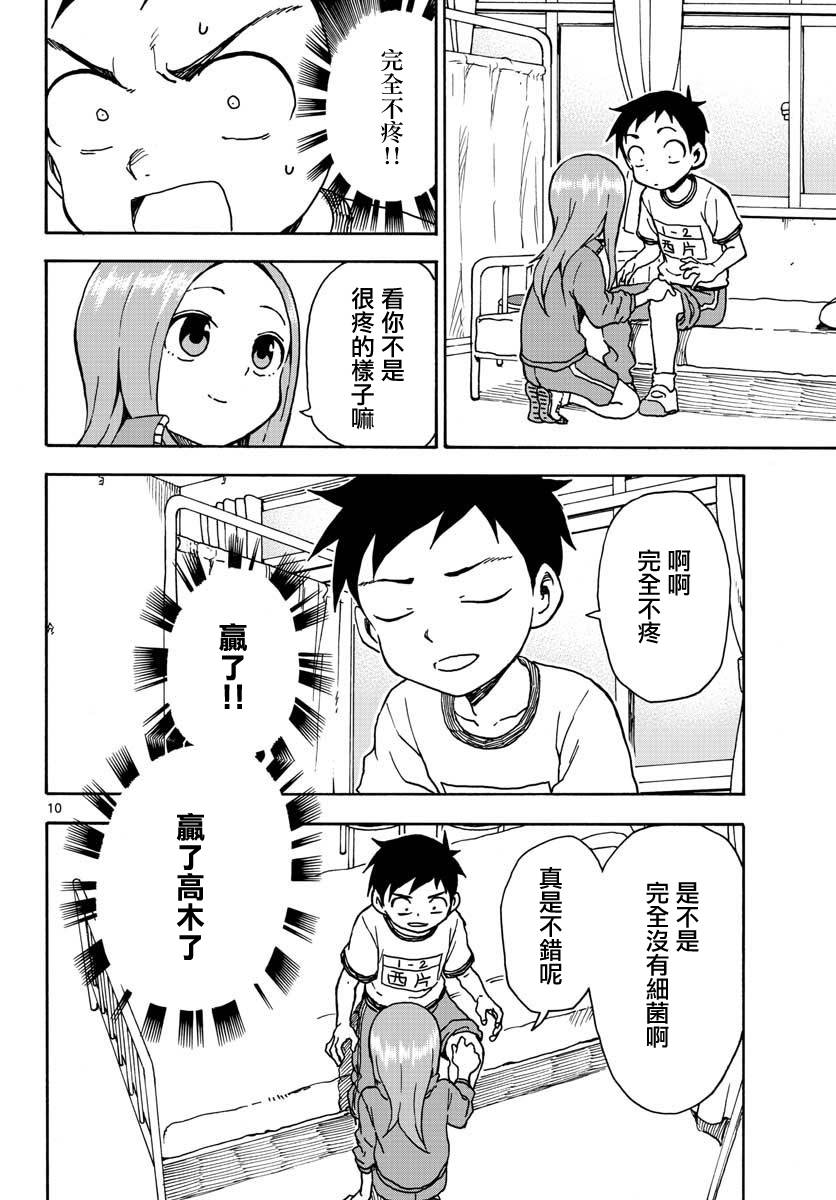 1-2
西片
完全不疼!!
看你不是
很疼的樣子嘛
啊啊
完全不疼
贏了!!
是不是
完全沒有細菌啊
真是不錯呢
贏了高木了
1-2
西片
10